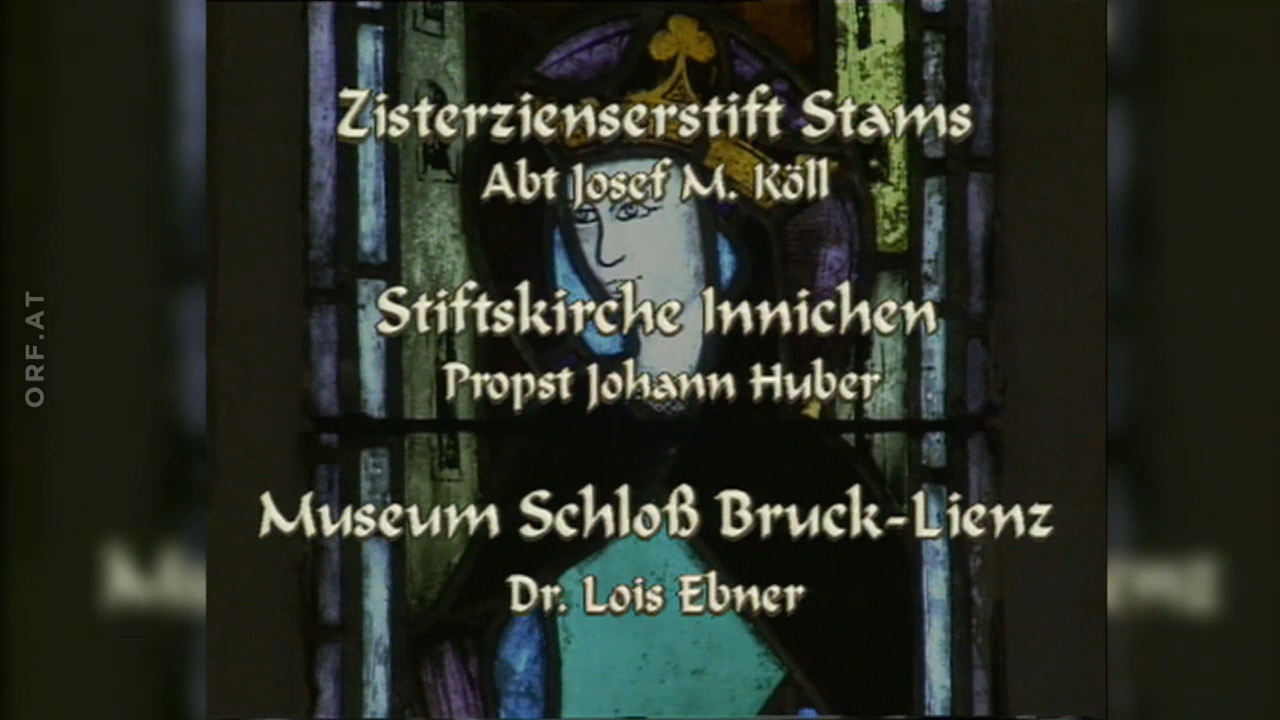 Zisterzienserstift Stams
Abt Josef M. Köll
Stiftskirche Innichen
Propst Johann Huber
Museum Schloß Bruck-Lienz
Dr. Lois Ebner
ORF.AT